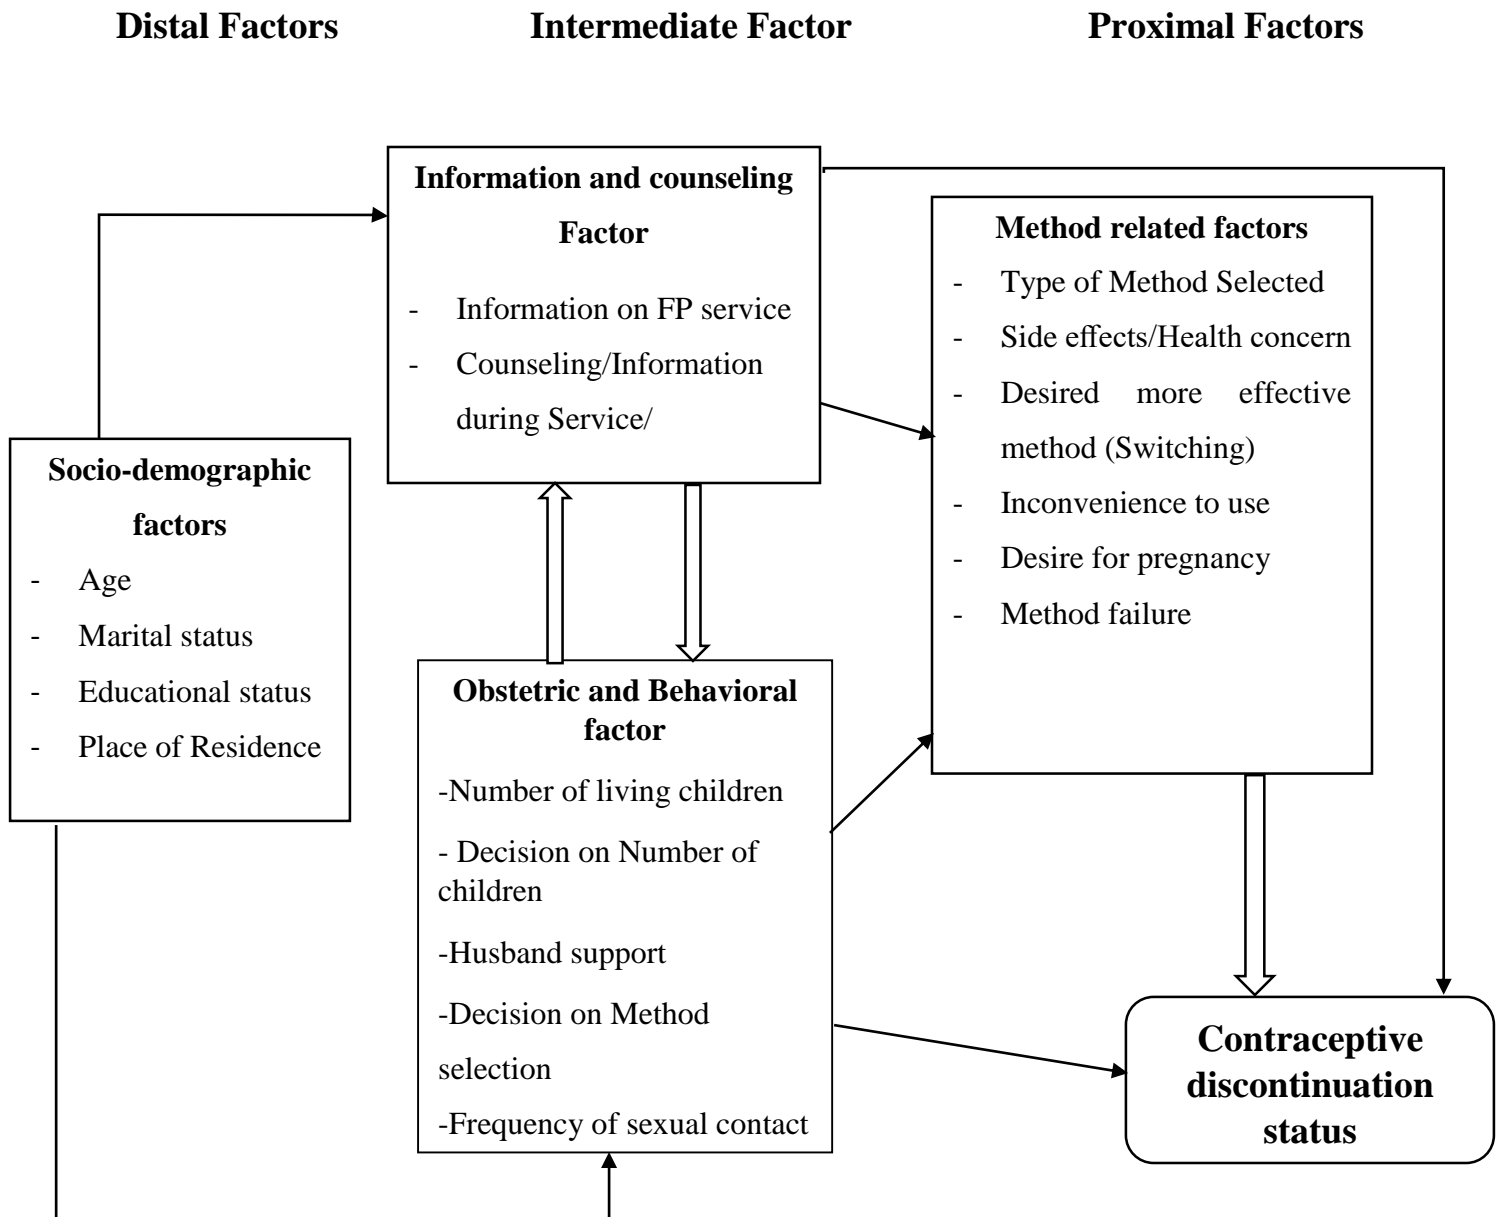 Distal Factors
Intermediate Factor
Proximal Factors
Information and counseling
Factor
- Information on FP service
- Counseling/Information
during Service/
Method related factors
- Type of Method Selected
- Side effects/Health concern
- Desired more effective
method (Switching)
- Inconvenience to use
- Desire for pregnancy
- Method failure
Socio-demographic
factors
- Age
- Marital status
- Educational status
- Place of Residence
Obstetric and Behavioral
factor
-Number of living children
- Decision on Number of
children
-Husband support
-Decision on Method
selection
-Frequency of sexual contact
Contraceptive
discontinuation
status